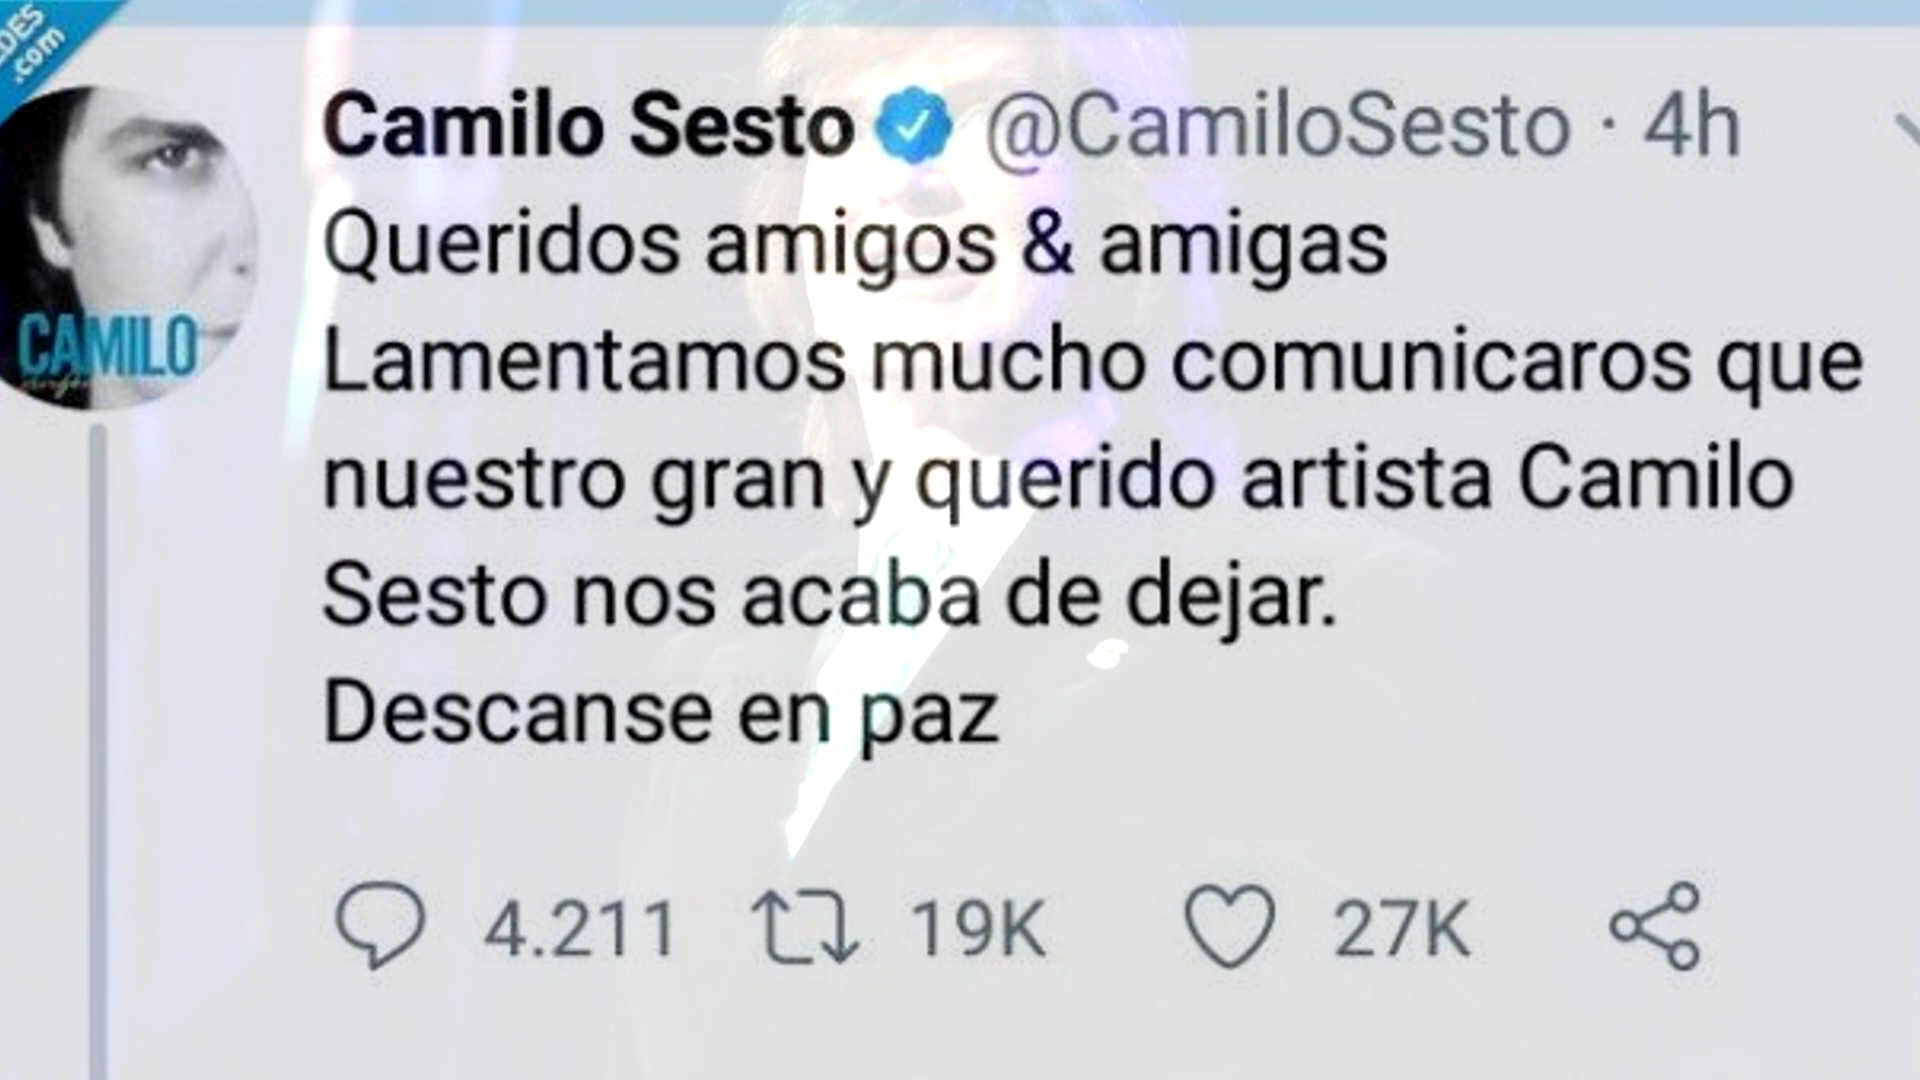 DES
.com
Camilo Sesto @CamiloSesto · 4h
CAMILO
Queridos amigos & amigas
Lamentamos mucho comunicaros que
nuestro gran y querido artista Camilo
Sesto nos acaba de dejar.
Descanse en paz
4.211 19K 27K